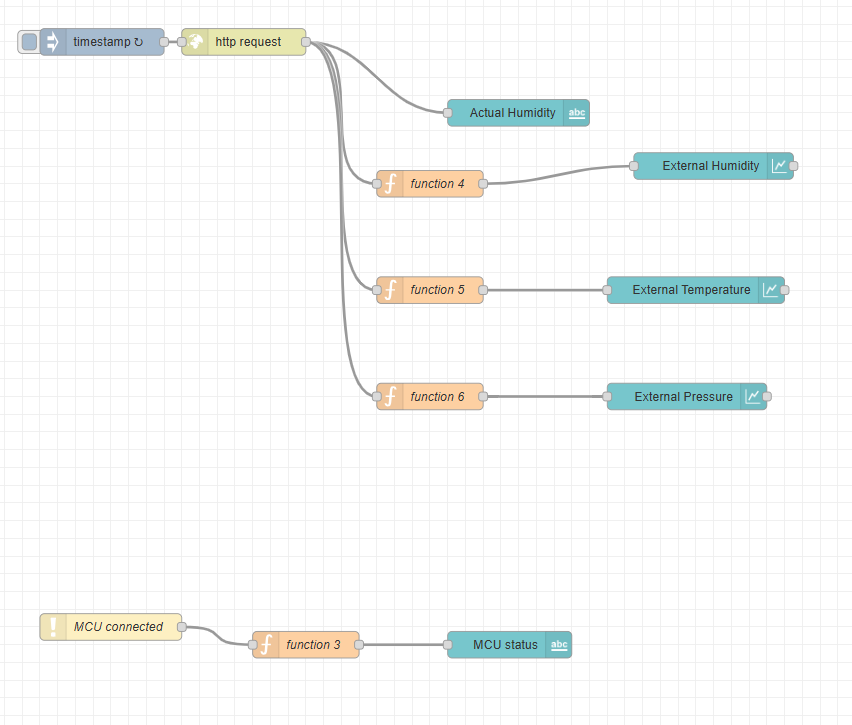 timestamp ↻
http request
Actual Humidity abc
External Humidity
function 4
function 5
External Temperature
function 6
External Pressure
MCU connected
function 3
MCU status abc